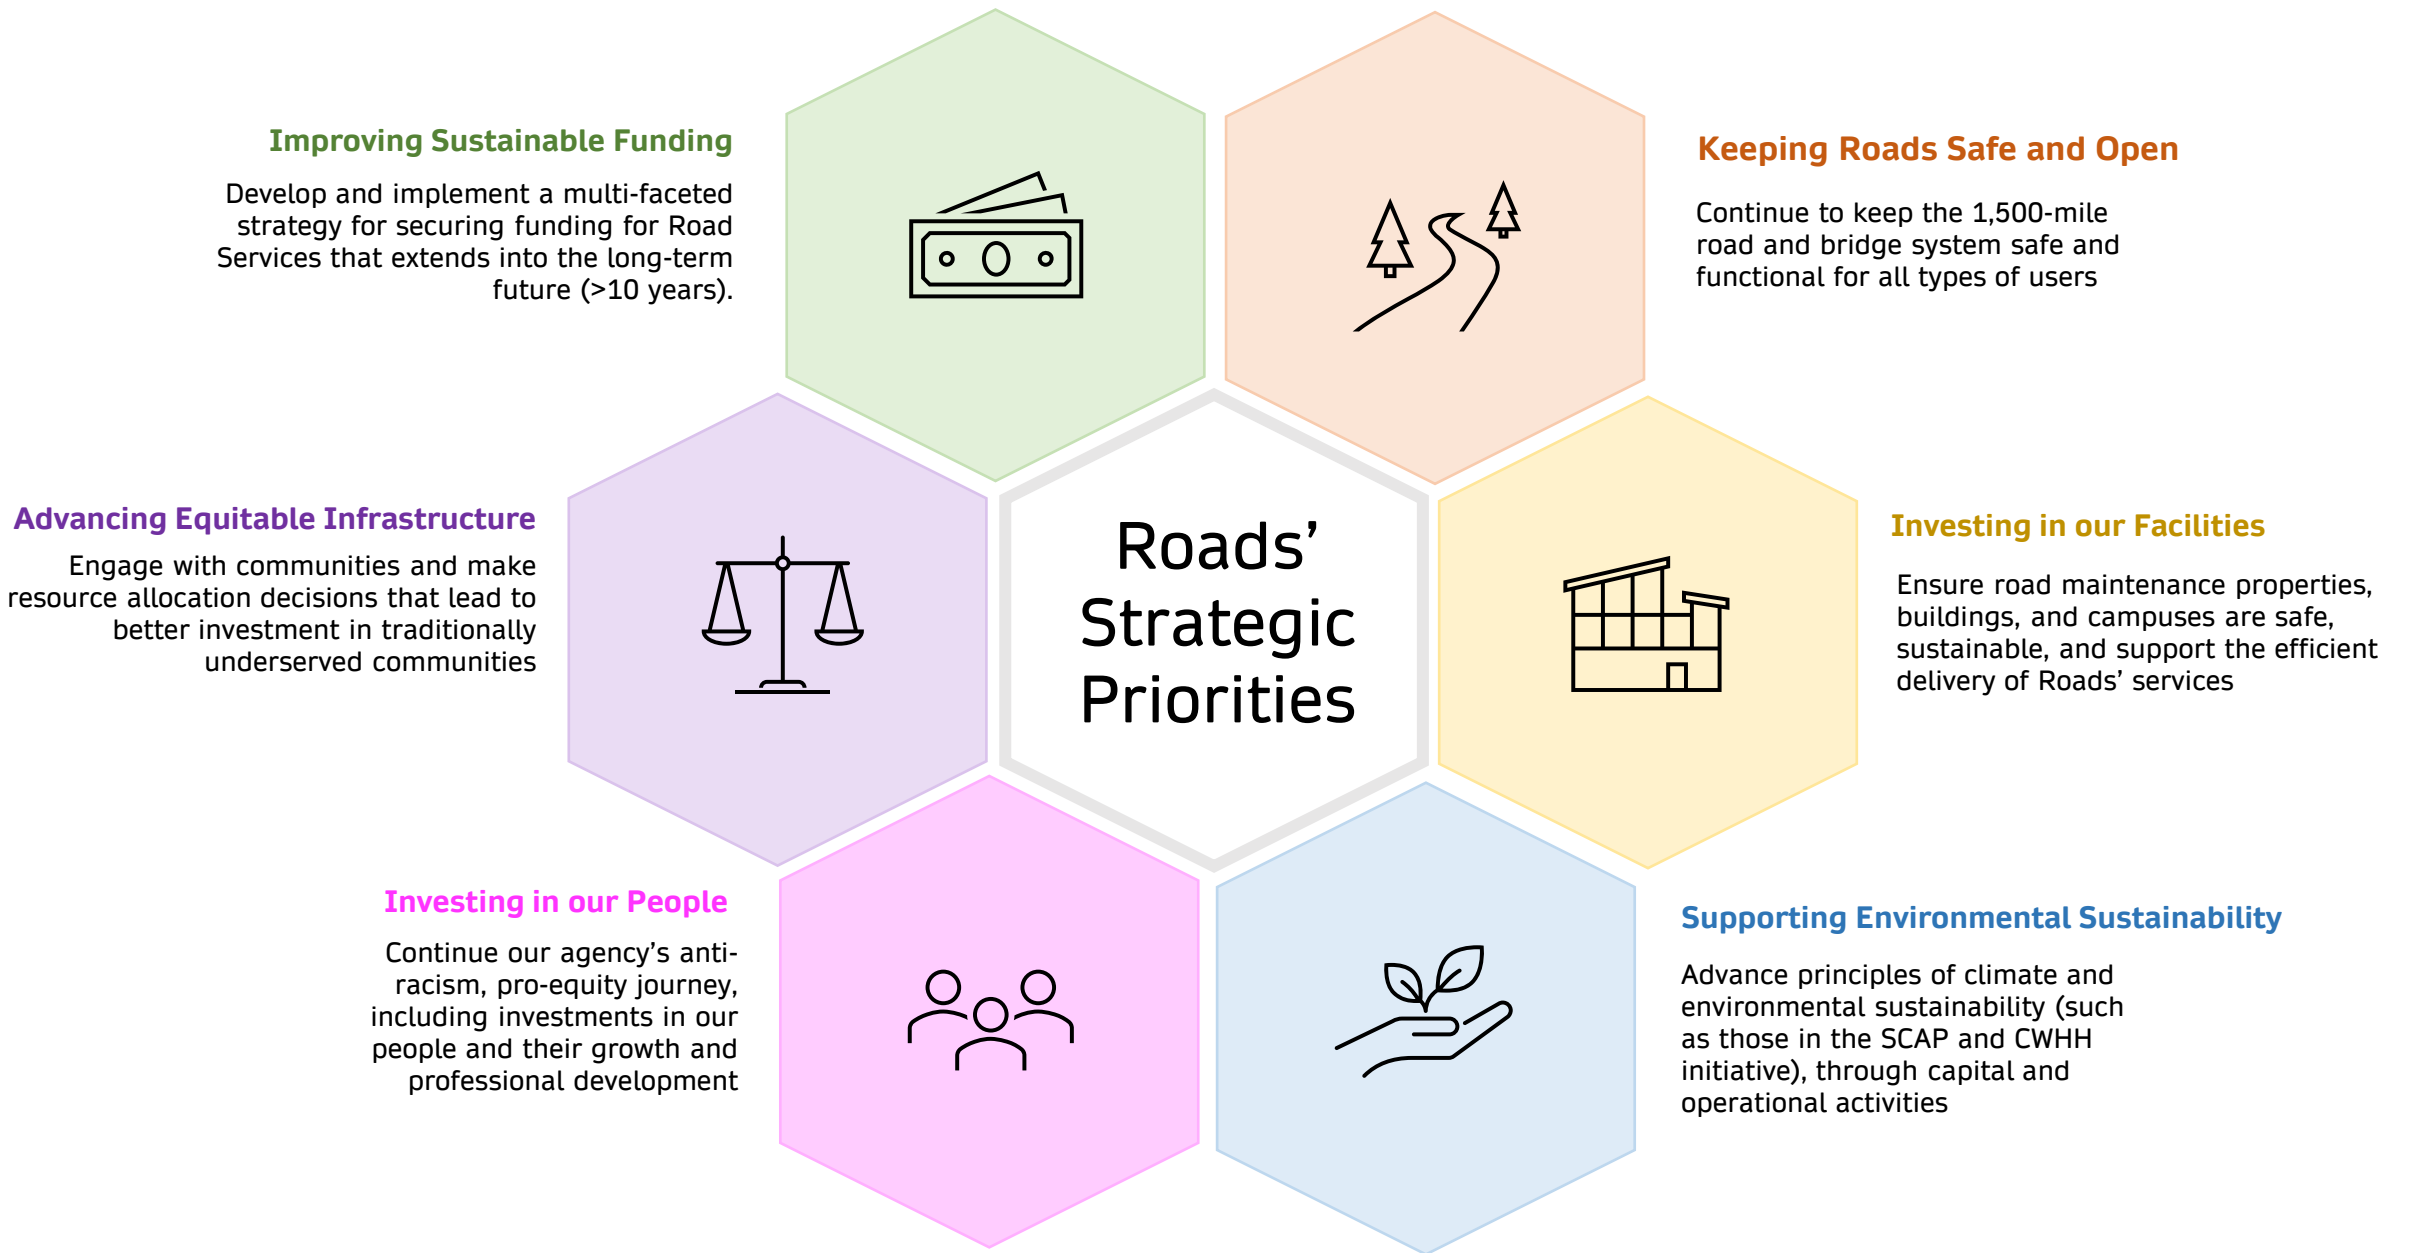 Improving Sustainable Funding
Develop and implement a multi-faceted
strategy for securing funding for Road
Services that extends into the long-term
future (>10 years).
Keeping Roads Safe and Open
Continue to keep the 1,500-mile
road and bridge system safe and
functional for all types of users
Advancing Equitable Infrastructure
Engage with communities and make
resource allocation decisions that lead to
better investment in traditionally
underserved communities
Roads’
Strategic
Priorities
Investing in our Facilities
Ensure road maintenance properties,
buildings, and campuses are safe,
sustainable, and support the efficient
delivery of Roads’ services
Investing in our People
Continue our agency’s anti-
racism, pro-equity journey,
including investments in our
people and their growth and
professional development
Supporting Environmental Sustainability
Advance principles of climate and
environmental sustainability (such
as those in the SCAP and CWHH
initiative), through capital and
operational activities